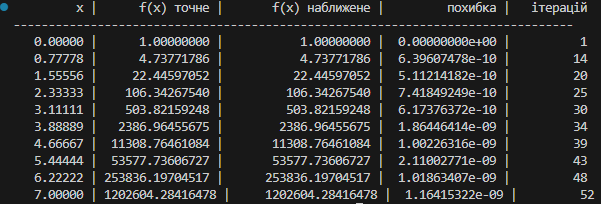 x | f(x) точне | f(x) наближене | похибка | ітерацій
--------------------------------------------------------------------------------
0.00000 | 1.00000000 | 1.00000000 | 0.00000000e+00 | 1
0.77778 | 4.73771786 | 4.73771786 | 6.39607478e-10 | 14
1.55556 | 22.44597052 | 22.44597052 | 5.11214182e-10 | 20
2.33333 | 106.34267540 | 106.34267540 | 7.41849249e-10 | 25
3.11111 | 503.82159248 | 503.82159248 | 6.17376372e-10 | 30
3.88889 | 2386.96455675 | 2386.96455675 | 1.86446414e-09 | 34
4.66667 | 11308.76461084 | 11308.76461084 | 1.00226316e-09 | 39
5.44444 | 53577.73606727 | 53577.73606727 | 2.11002771e-09 | 43
6.22222 | 253836.19704517 | 253836.19704517 | 1.01863407e-09 | 48
7.00000 | 1202604.28416478 | 1202604.28416478 | 1.16415322e-09 | 52